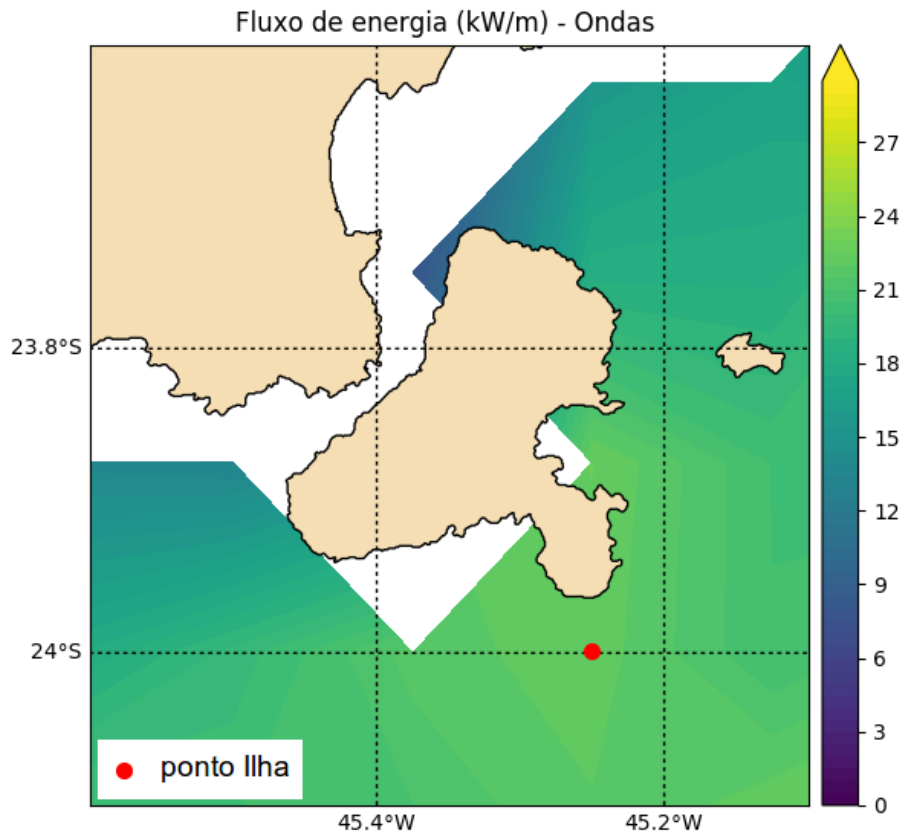 Fluxo de energia (kW/m) - Ondas
27
24
21
23.8°S
18
15
12
9
24°S
6
3
ponto Ilha
0
45.4°W 45.2°W